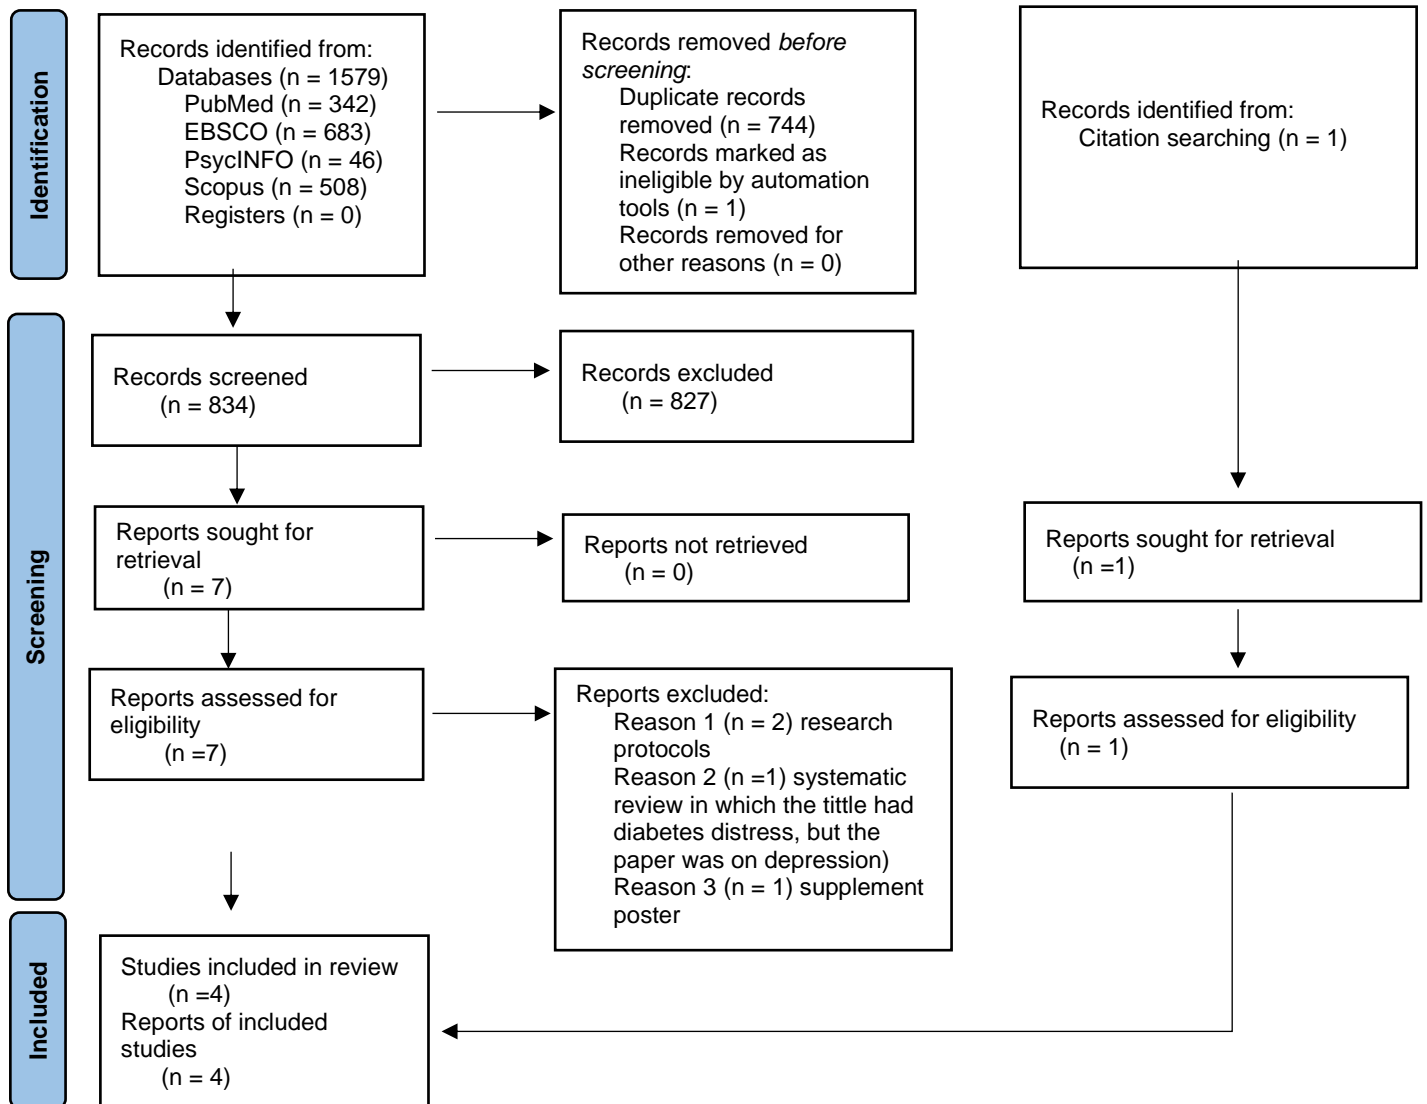 Identification
Records identified from:
Databases (n = 1579)
PubMed (n = 342)
EBSCO (n = 683)
PsycINFO (n = 46)
Scopus (n = 508)
Registers (n = 0)
Records removed before
screening:
Duplicate records
removed (n = 744)
Records marked as
ineligible by automation
tools (n = 1)
Records removed for
other reasons (n = 0)
Records identified from:
Citation searching (n = 1)
Screening
Records screened
(n = 834)
Records excluded
(n = 827)
Reports sought for
retrieval
(n = 7)
Reports not retrieved
(n = 0)
Reports sought for retrieval
(n =1)
Reports assessed for
eligibility
(n =7)
Reports excluded:
Reason 1 (n = 2) research
protocols
Reason 2 (n =1) systematic
review in which the tittle had
diabetes distress, but the
paper was on depression)
Reason 3 (n = 1) supplement
poster
Reports assessed for eligibility
(n = 1)
Included
Studies included in review
(n =4)
Reports of included
studies
(n = 4)